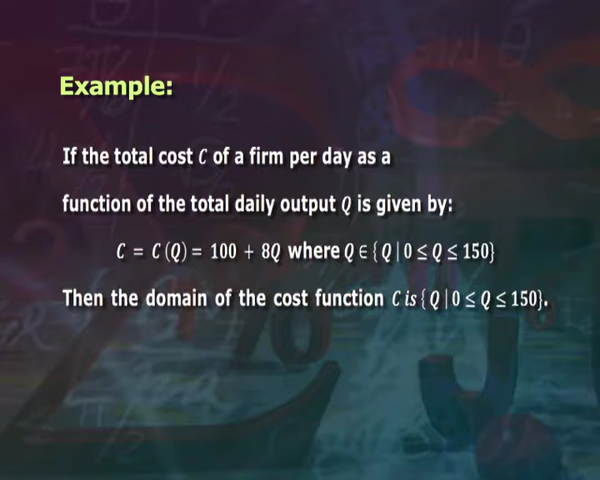 Example:
If the total cost C of a firm per day as a
function of the total daily output Q is given by:
C = C (Q) = 100 + 8Q where Q ∈ { Q | 0 ≤ Q ≤ 150}
Then the domain of the cost function C is { Q | 0 ≤ Q ≤ 150}.